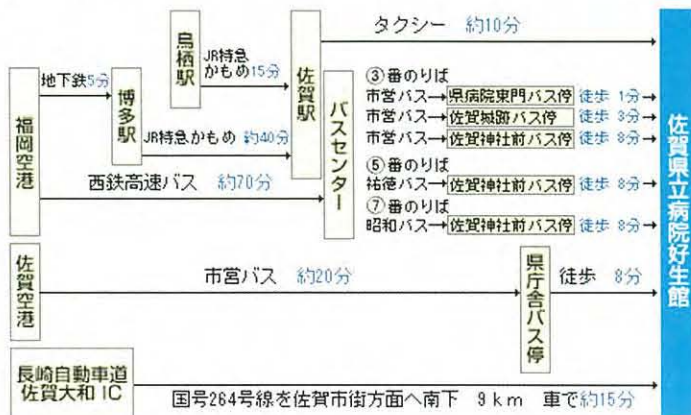 タクシー 約10分
鳥栖駅
JR特急
かもめ15分
佐賀駅
福岡空港
地下鉄5分
博多駅
JR特急かもめ 約40分
西鉄高速バス 約70分
バスセンター
③番のりば
市営バス→県病院東門バス停 徒歩 1分→
市営バス→佐賀城跡バス停 徒歩 3分→
市営バス→佐賀神社前バス停 徒歩 8分→
⑤番のりば
祐徳バス→佐賀神社前バス停 徒歩 8分→
⑦番のりば
昭和バス→佐賀神社前バス停 徒歩 8分→
佐賀県立病院好生館
佐賀空港
市営バス 約20分
県庁舎バス停
徒歩 8分
長崎自動車道
佐賀大和IC
国号264号線を佐賀市街方面へ南下 9km 車で約15分